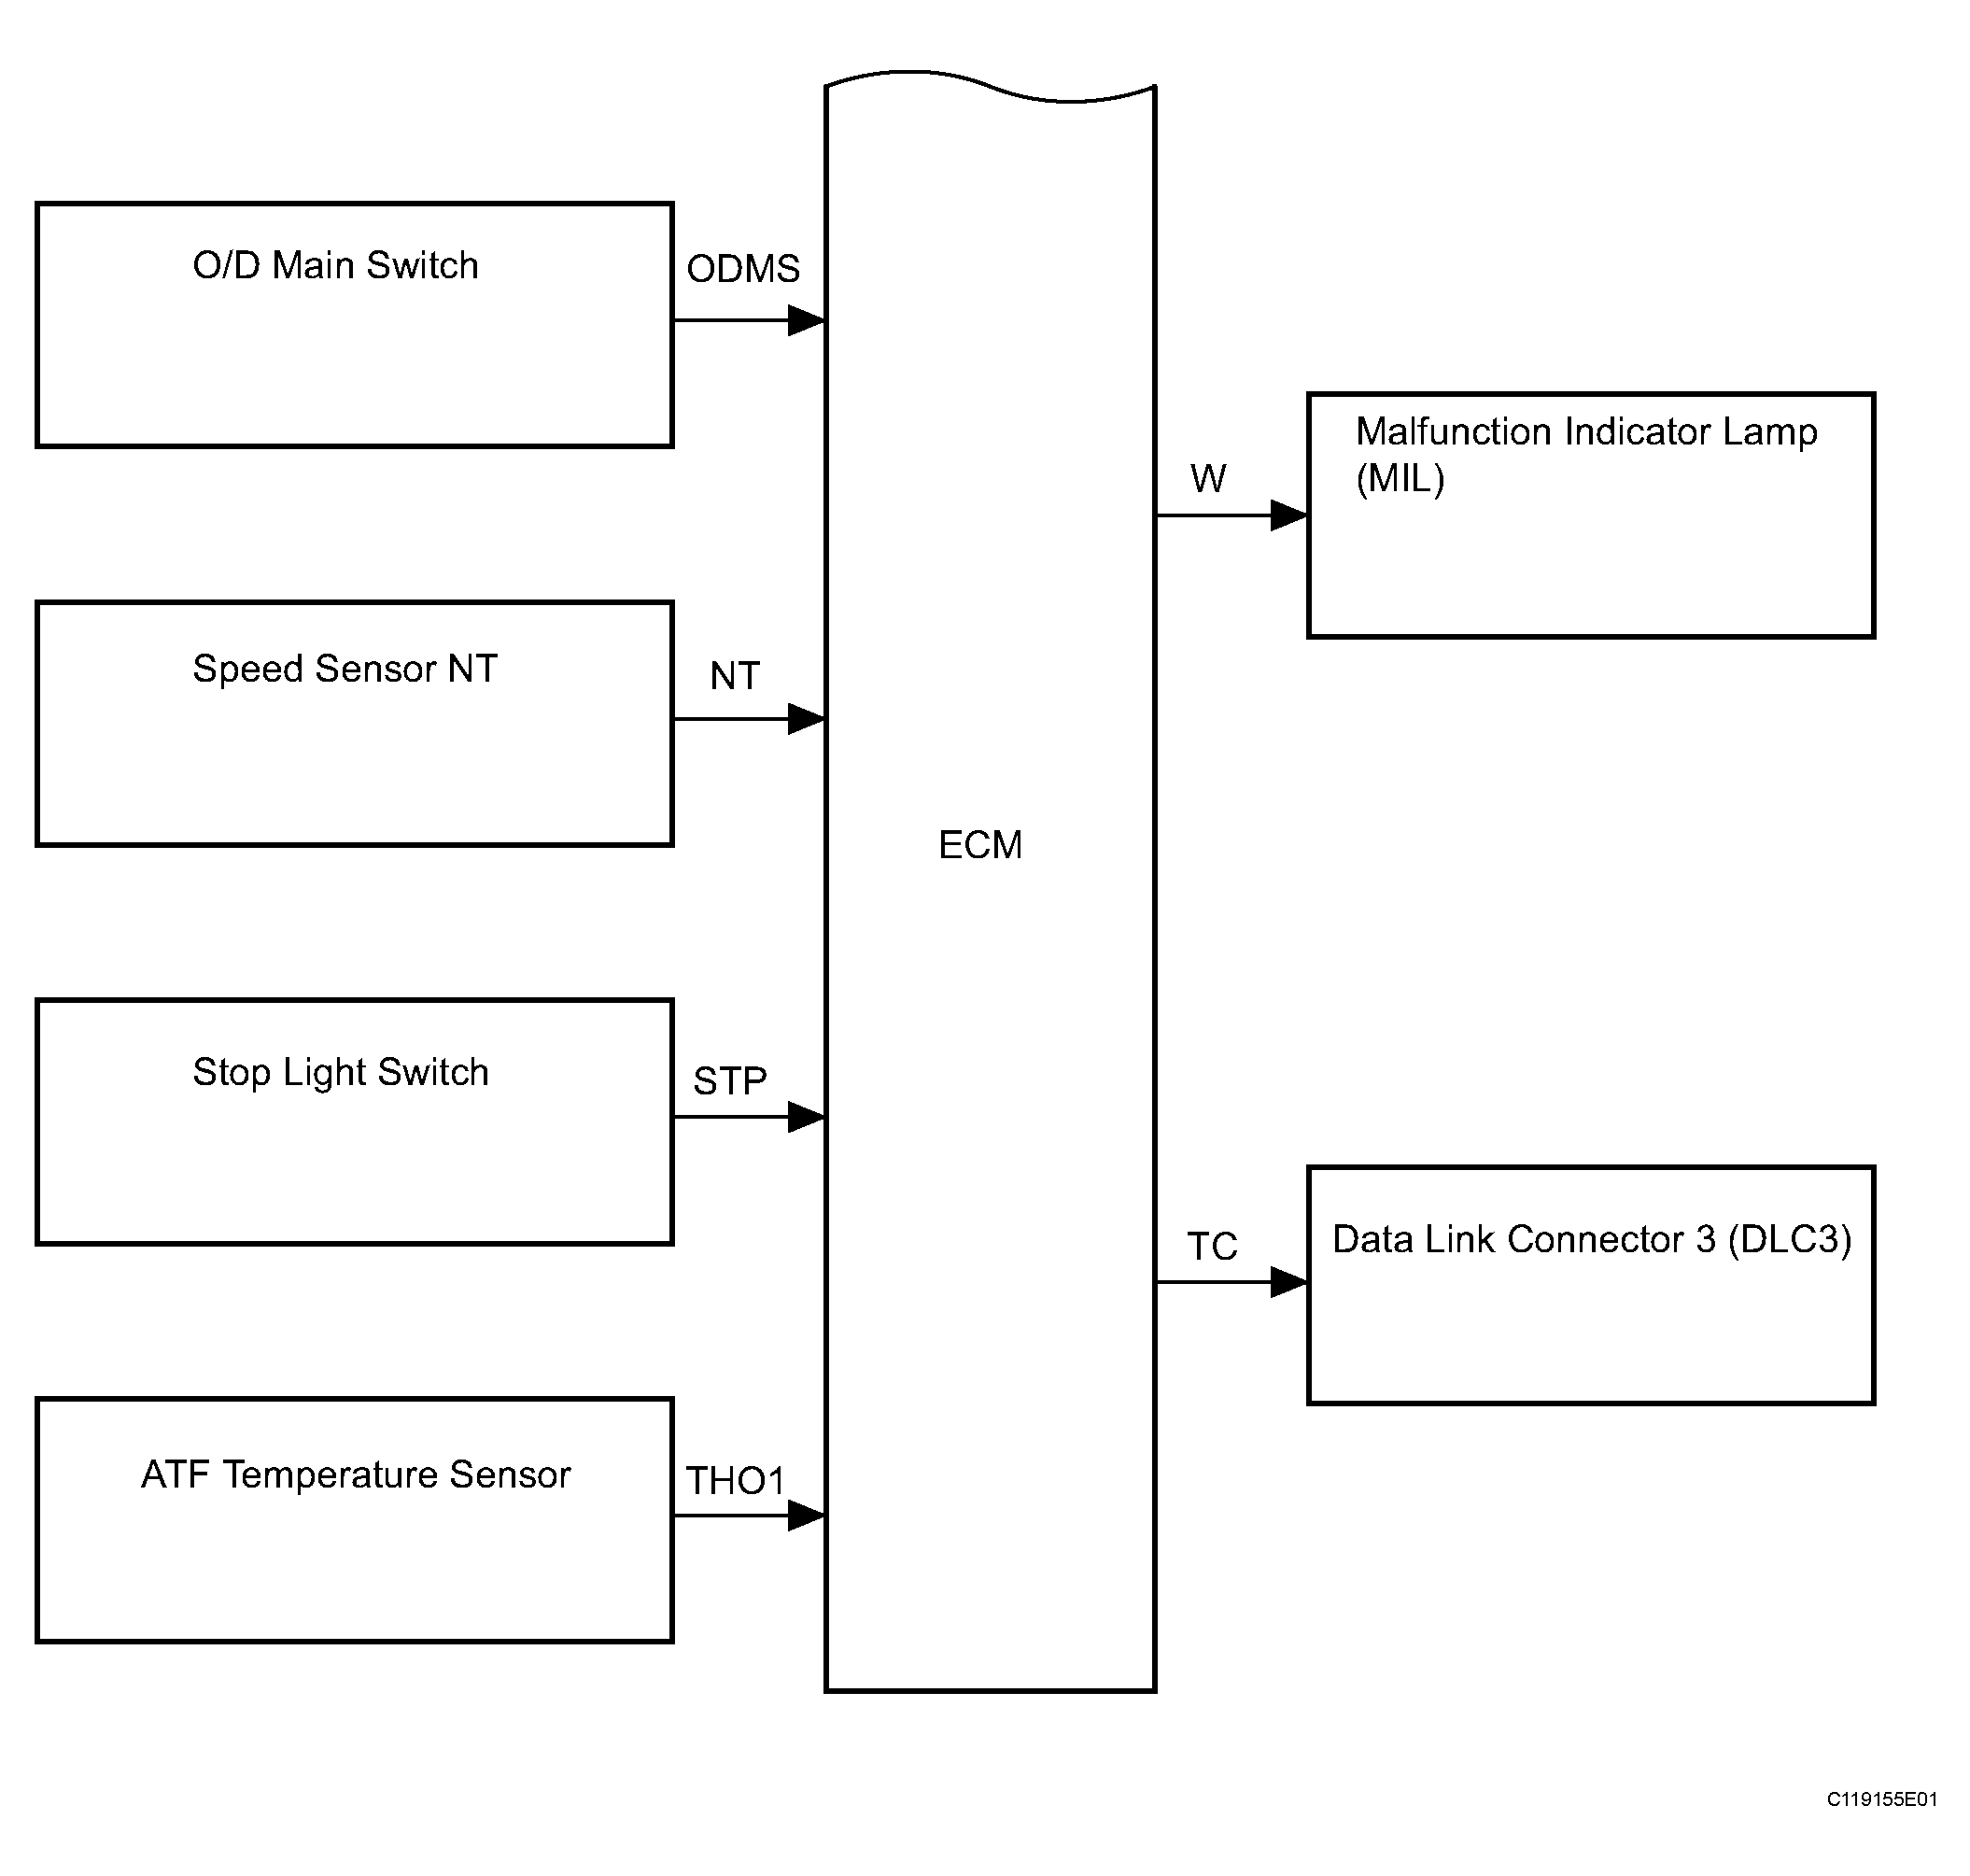 O/D Main Switch
ODMS
Speed Sensor NT
NT
Stop Light Switch
STP
ATF Temperature Sensor
THO1
ECM
W
Malfunction Indicator Lamp
(MIL)
TC
Data Link Connector 3 (DLC3)
C119155E01